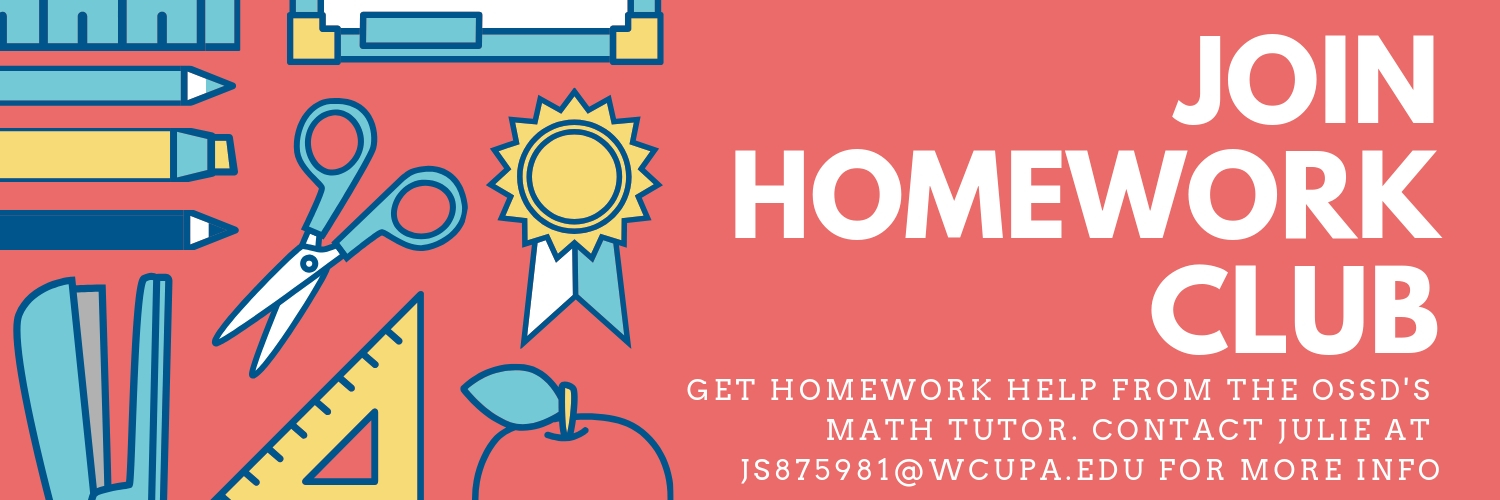 JOIN
HOMEWORK
CLUB
GET HOMEWORK HELP FROM THE OSSD'S
MATH TUTOR. CONTACT JULIE AT
JS875981@WCUPA.EDU FOR MORE INFO